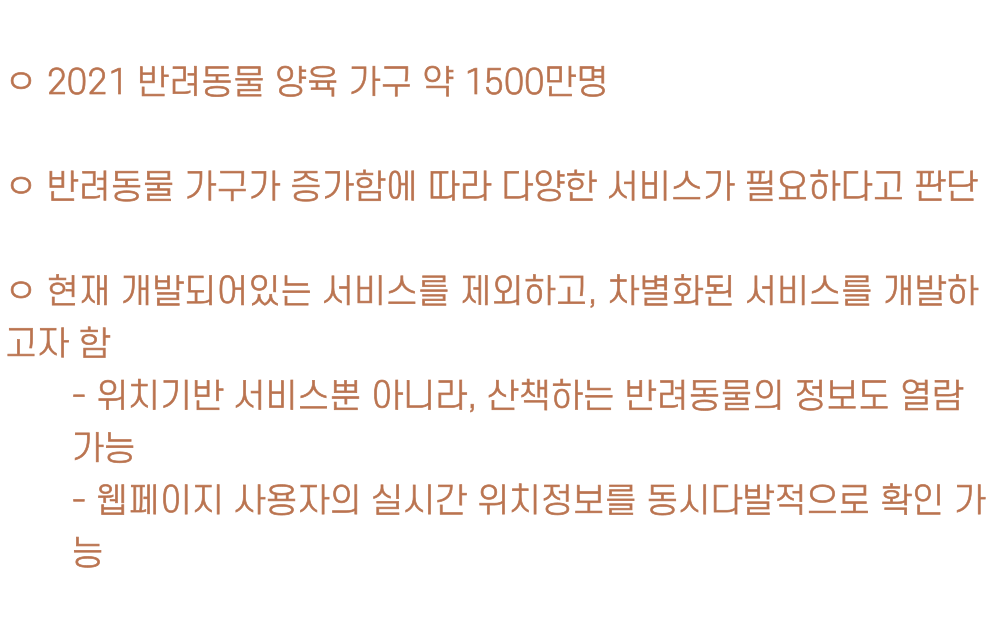 ㅇ 2021 반려동물 양육 가구 약 1500만명
ㅇ 반려동물 가구가 증가함에 따라 다양한 서비스가 필요하다고 판단
ㅇ 현재 개발되어있는 서비스를 제외하고, 차별화된 서비스를 개발하
고자 함
- 위치기반 서비스뿐 아니라, 산책하는 반려동물의 정보도 열람
가능
- 웹페이지 사용자의 실시간 위치정보를 동시다발적으로 확인 가
능